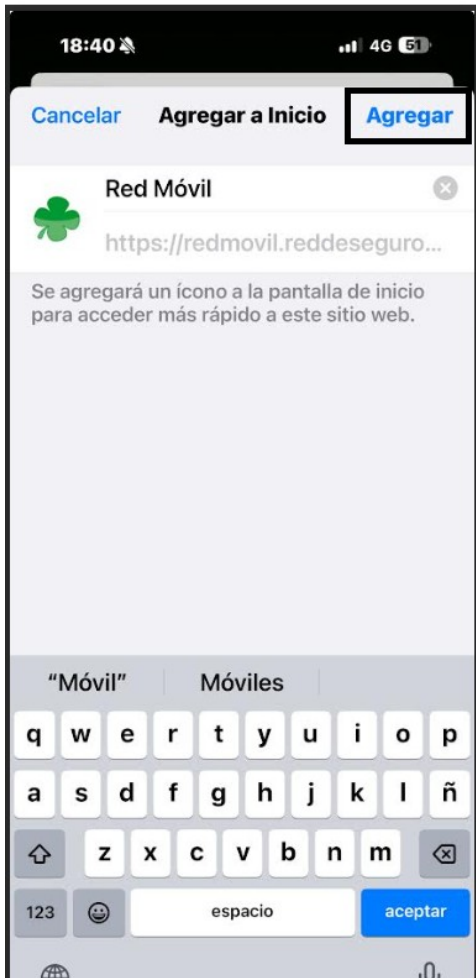 18:40 4G 51
Cancelar Agregar a Inicio Agregar
Red Móvil
https://redmovil.reddeseguro...
Se agregará un ícono a la pantalla de inicio
para acceder más rápido a este sitio web.
“Móvil” Móviles
q w e r t y u i o p
a s d f g h j k l ñ
z x c v b n m
123 espacio aceptar